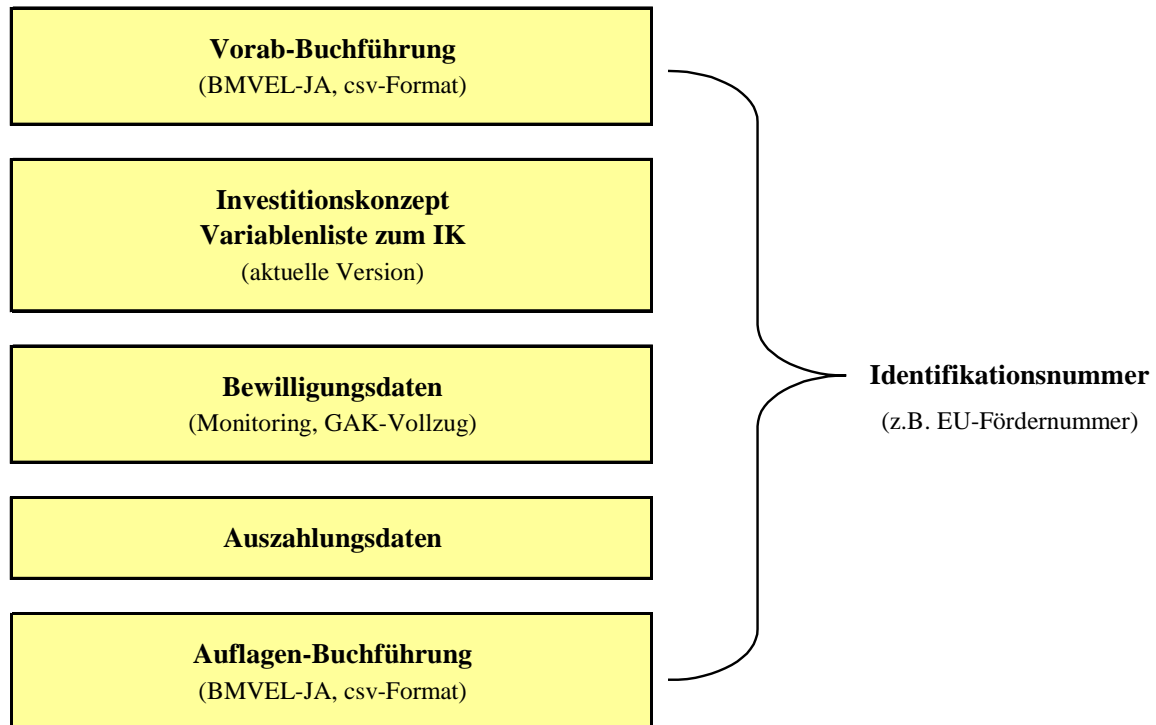 Vorab-Buchführung
(BMVEL-JA, csv-Format)
Investitionskonzept
Variablenliste zum IK
(aktuelle Version)
Bewilligungsdaten
(Monitoring, GAK-Vollzug)
Identifikationsnummer
(z.B. EU-Fördernummer)
Auszahlungsdaten
Auflagen-Buchführung
(BMVEL-JA, csv-Format)